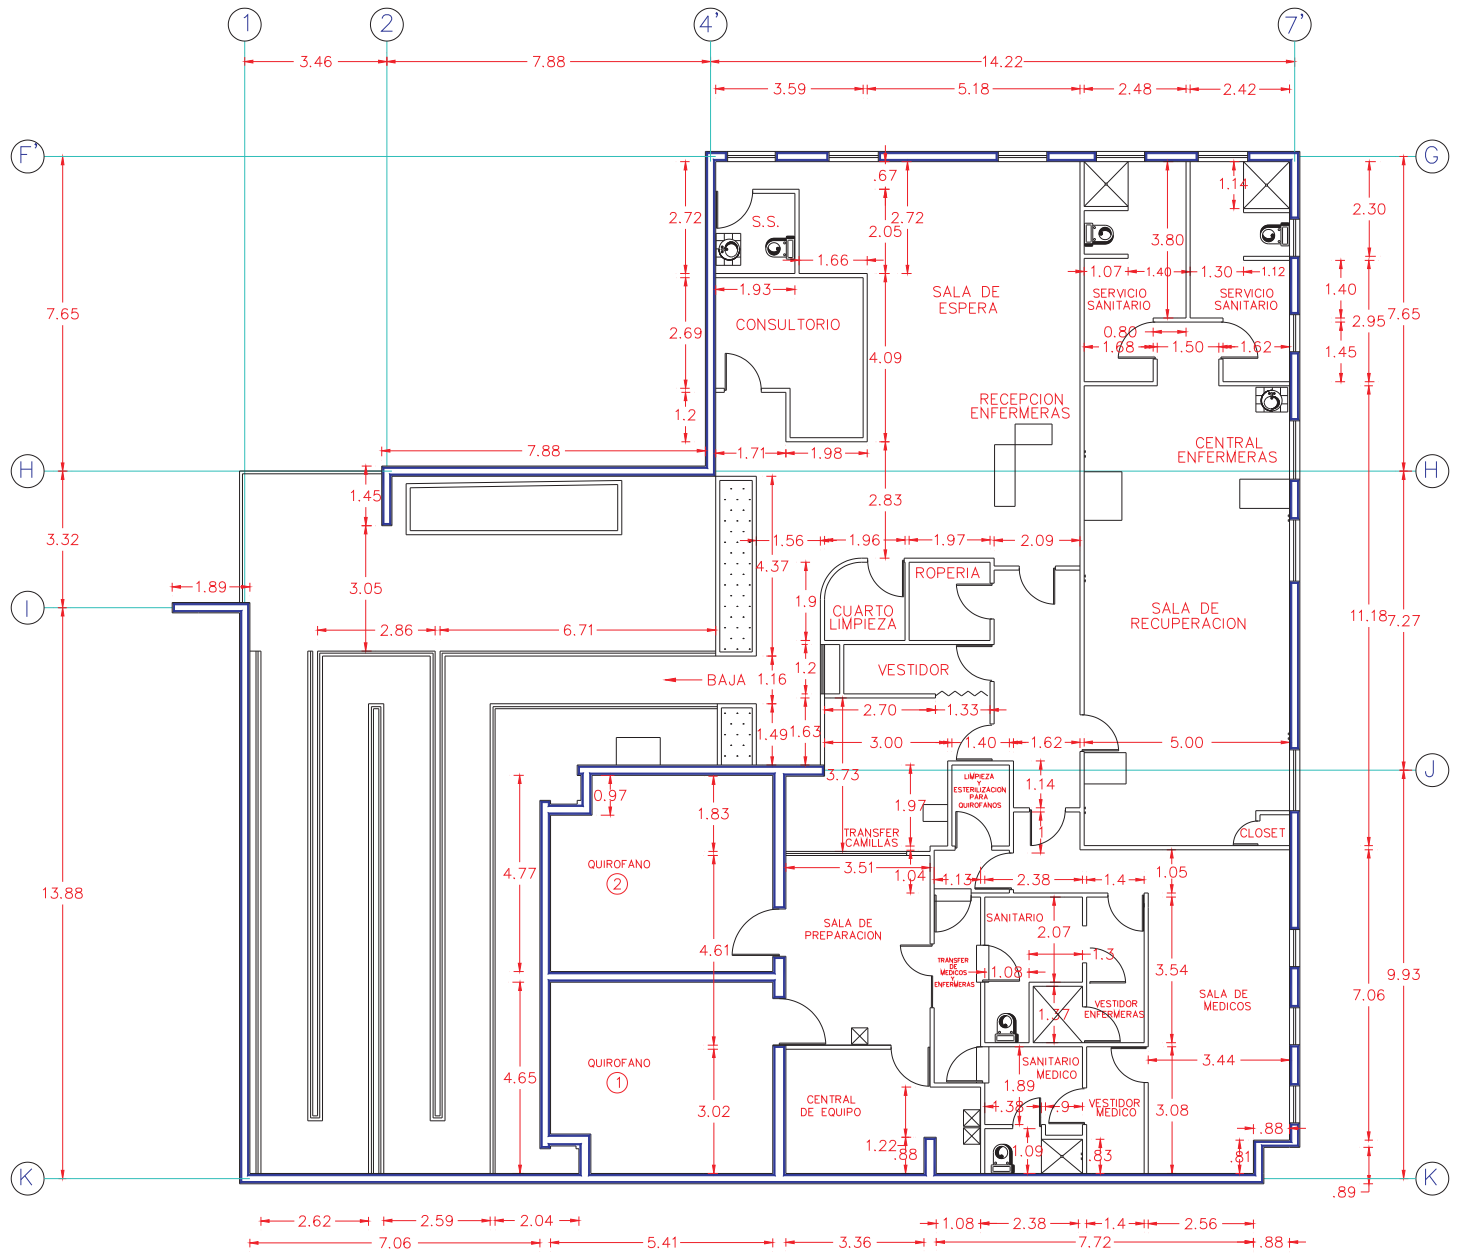 1
2
4'
7'
3.46
7.88
14.22
3.59
5.18
2.48
2.42
F'
G
.67
1.14
2.72
S.S.
2.05
2.72
3.80
2.30
1.66
1.07
1.40
1.30
1.12
1.93
SALA DE
ESPERA
SERVICIO
SANITARIO
SERVICIO
SANITARIO
1.40
7.65
CONSULTORIO
2.69
0.80
2.95
7.65
4.09
1.68
1.50
1.62
1.45
RECEPCION
ENFERMERAS
1.2
7.88
1.71
1.98
CENTRAL
ENFERMERAS
H
H
1.45
2.83
3.32
1.56
1.96
1.97
2.09
4.37
ROPERIA
1.89
3.05
1.9
I
CUARTO
LIMPIEZA
SALA DE
RECUPERACION
11.18
7.27
2.86
6.71
1.2
VESTIDOR
BAJA
1.16
2.70
1.33
1.49
1.63
3.00
1.40
1.62
5.00
J
3.73
LIMPIEZA
Y
ESTERILIZACION
PARA
QUIROFANOS
1.14
0.97
1.83
1.97
TRANSFER
CAMILLAS
1
CLOSET
QUIROFANO
2
3.51
1.04
1.13
2.38
1.4
1.05
4.77
13.88
SALA DE
PREPARACION
SANITARIO
2.07
4.61
TRANSFER
DE
MEDICOS
Y
ENFERMERAS
1.08
1.3
3.54
9.93
7.06
SALA DE
MEDICOS
1.37
VESTIDOR
ENFERMERAS
QUIROFANO
1
4.65
SANITARIO
MEDICO
3.44
1.89
3.02
CENTRAL
DE EQUIPO
1.38
.9
VESTIDOR
MEDICO
3.08
1.22
.88
1.09
.83
.88
.81
K
K
.89
2.62
2.59
2.04
1.08
2.38
1.4
2.56
7.06
5.41
3.36
7.72
.88